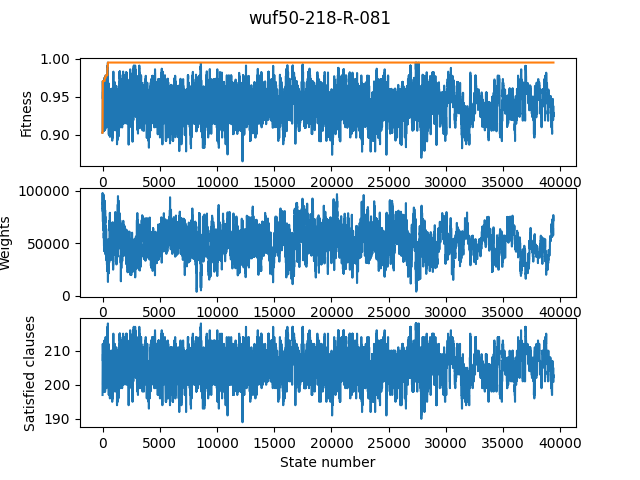 wuf50-218-R-081
1.00
0.95
0.90
Fitness
0 5000 10000 15000 20000 25000 30000 35000 40000
100000
50000
0
Weights
0 5000 10000 15000 20000 25000 30000 35000 40000
210
200
190
Satisfied clauses
0 5000 10000 15000 20000 25000 30000 35000 40000
State number